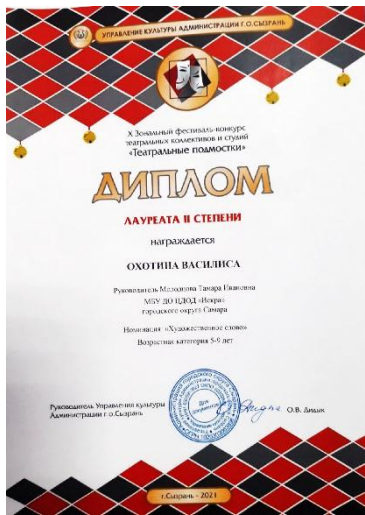 УПРАВЛЕНИЕ КУЛЬТУРЫ АДМИНИСТРАЦИИ Г.О.СЫЗРАНЬ
X Зональный фестиваль-конкурс
театральных коллективов и студий
«Театральные подмостки»
ДИПЛОМ
ЛАУРЕАТА II СТЕПЕНИ
награждается
ОХОТИНА ВАСИЛИСА
Руководитель Тамара Ивановна
МБУ ДО ЦДОД «Искра»
городского округа Самара
Номинация «Художественное слово»
Возрастная категория 5-9 лет
Руководитель Управления культуры
Администрации г.о.Сызрань
О.В. Дидык
Для
документов
г.Сызрань - 2021